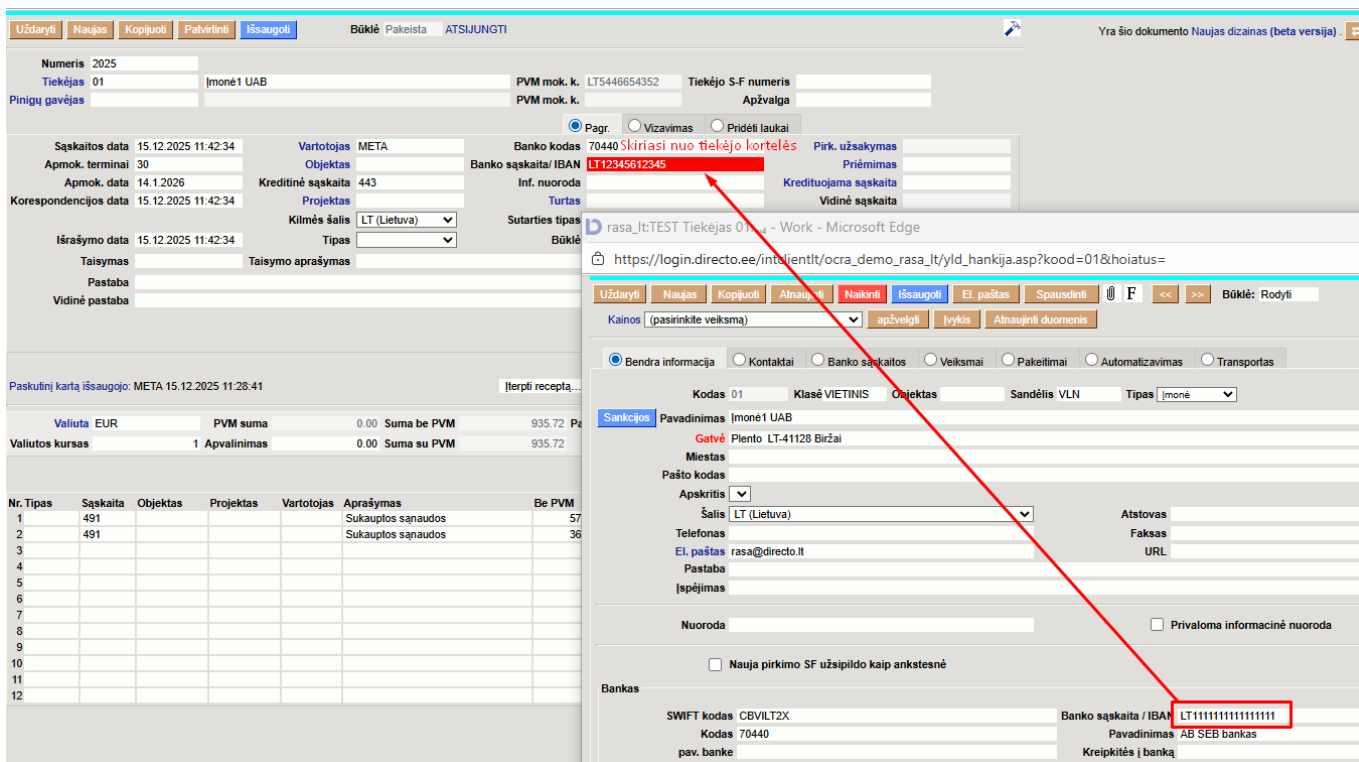 Uždaryti Naujas Kopijuoti Patvirtinti Išsaugoti Būklė Pakeista ATSIJUNGTI
Yra šio dokumento Naujas dizainas (beta versija) .
Numeris 2025
Tiekėjas 01 Įmonė1 UAB PVM mok. k. LT5446654352 Tiekėjo S-F numeris
Pinigų gavėjas PVM mok. k. Apžvalga
Pagr. Vizavimas Pridėti laukai
Sąskaitos data 15.12.2025 11:42:34 Vartotojas META Banko kodas 70440 Skiriasi nuo tiekėjo kortelės Pirk. užsakymas
Apmok. terminai 30 Objektas Banko sąskaita/ IBAN LT12345612345 Priėmimas
Apmok. data 14.1.2026 Kreditinė sąskaita 443 Inf. nuoroda Kredituojama sąskaita
Korespondencijos data 15.12.2025 11:42:34 Projektas Turtas Vidinė sąskaita
Kilmės šalis LT (Lietuva) Sutarties tipas
Išrašymo data 15.12.2025 11:42:34 Tipas Būklė
Taisymas Taisymo aprašymas
Pastaba
Vidinė pastaba
Paskutinį kartą išsaugojo: META 15.12.2025 11:28:41 Įterpti receptą...
Valiuta EUR PVM suma 0.00 Suma be PVM 935.72
Valiutos kursas 1 Apvalinimas 0.00 Suma su PVM 935.72
Nr. Tipas Sąskaita Objektas Projektas Vartotojas Aprašymas Be PVM
1 491 Sukauptos sąnaudos 57
2 491 Sukauptos sąnaudos 36
3
4
5
6
7
8
9
10
11
12
rasa_lt:TEST Tiekėjas 01 - Work - Microsoft Edge
https://login.directo.ee/intclientlt/ocra_demo_rasa_lt/yld_hankija.asp?kood=01&hoiatus=
Uždaryti Naujas Kopijuoti Atnaujinti Naikinti Išsaugoti El. paštas Spausdinti F << >> Būklė: Rodyti
Kainos (pasirinkite veiksmą) apžvelgti Įvykis Atnaujinti duomenis
Bendra informacija Kontaktai Banko sąskaitos Veiksmai Pakeitimai Automatizavimas Transportas
Kodas 01 Klasė VIETINIS Objektas Sandėlis VLN Tipas Įmonė
Sankcijos Pavadinimas Įmonė1 UAB
Gatvė Plento LT-41128 Biržai
Miestas
Pašto kodas
Apskritis
Šalis LT (Lietuva) Atstovas
Telefonas Faksas
El. paštas rasa@directo.lt URL
Pastaba
Įspėjimas
Nuoroda Privaloma informacinė nuoroda
Nauja pirkimo SF užsipildo kaip ankstesnė
Bankas
SWIFT kodas CBVILT2X Banko sąskaita / IBAN LT1111111111111111
Kodas 70440 Pavadinimas AB SEB bankas
pav. banke Kreipkitės į banką